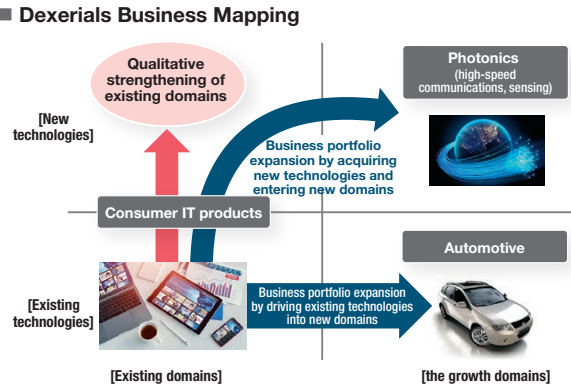 ■ Dexerials Business Mapping
Qualitative
strengthening of
existing domains
Photonics
(high-speed
communications, sensing)
[New
technologies]
Business portfolio
expansion by acquiring
new technologies and
entering new domains
Consumer IT products
Automotive
[Existing
technologies]
Business portfolio expansion
by driving existing technologies
into new domains
[Existing domains]
[the growth domains]